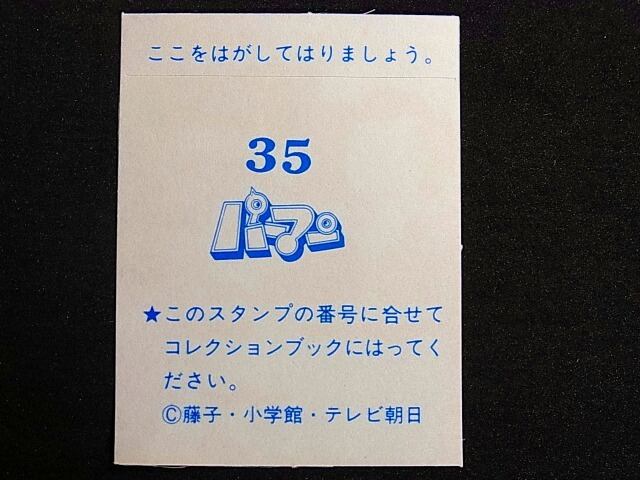 ここをはがしてはりましょう。
35
パーマン
★このスタンプの番号に合せて
コレクションブックにはってく
ださい。
Ⓒ藤子・小学館・テレビ朝日